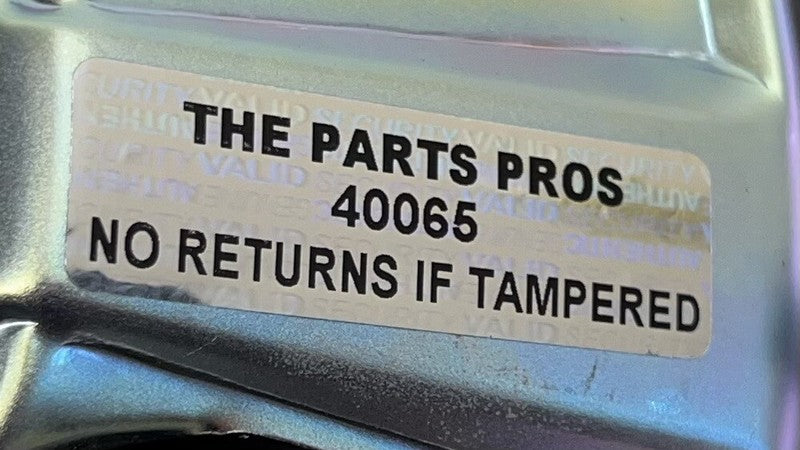 THE PARTS PROS
40065
NO RETURNS IF TAMPERED